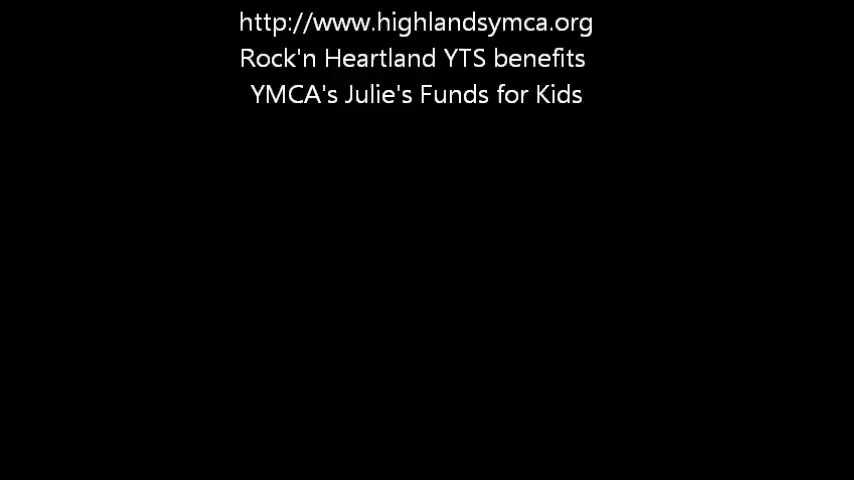 http://www.highlandsymca.org
Rock'n Heartland YTS benefits
YMCA's Julie's Funds for Kids